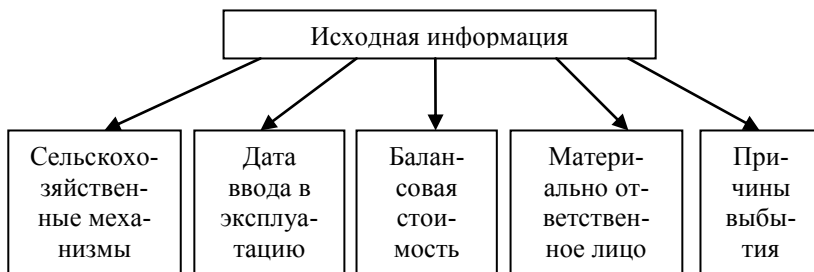 Исходная информация
Сельскохо-
зяйствен-
ные меха-
низмы
Дата
ввода в
эксплуа-
тацию
Балан-
совая
стои-
мость
Матери-
ально от-
ветствен-
ное лицо
При-
чины
выбы-
тия